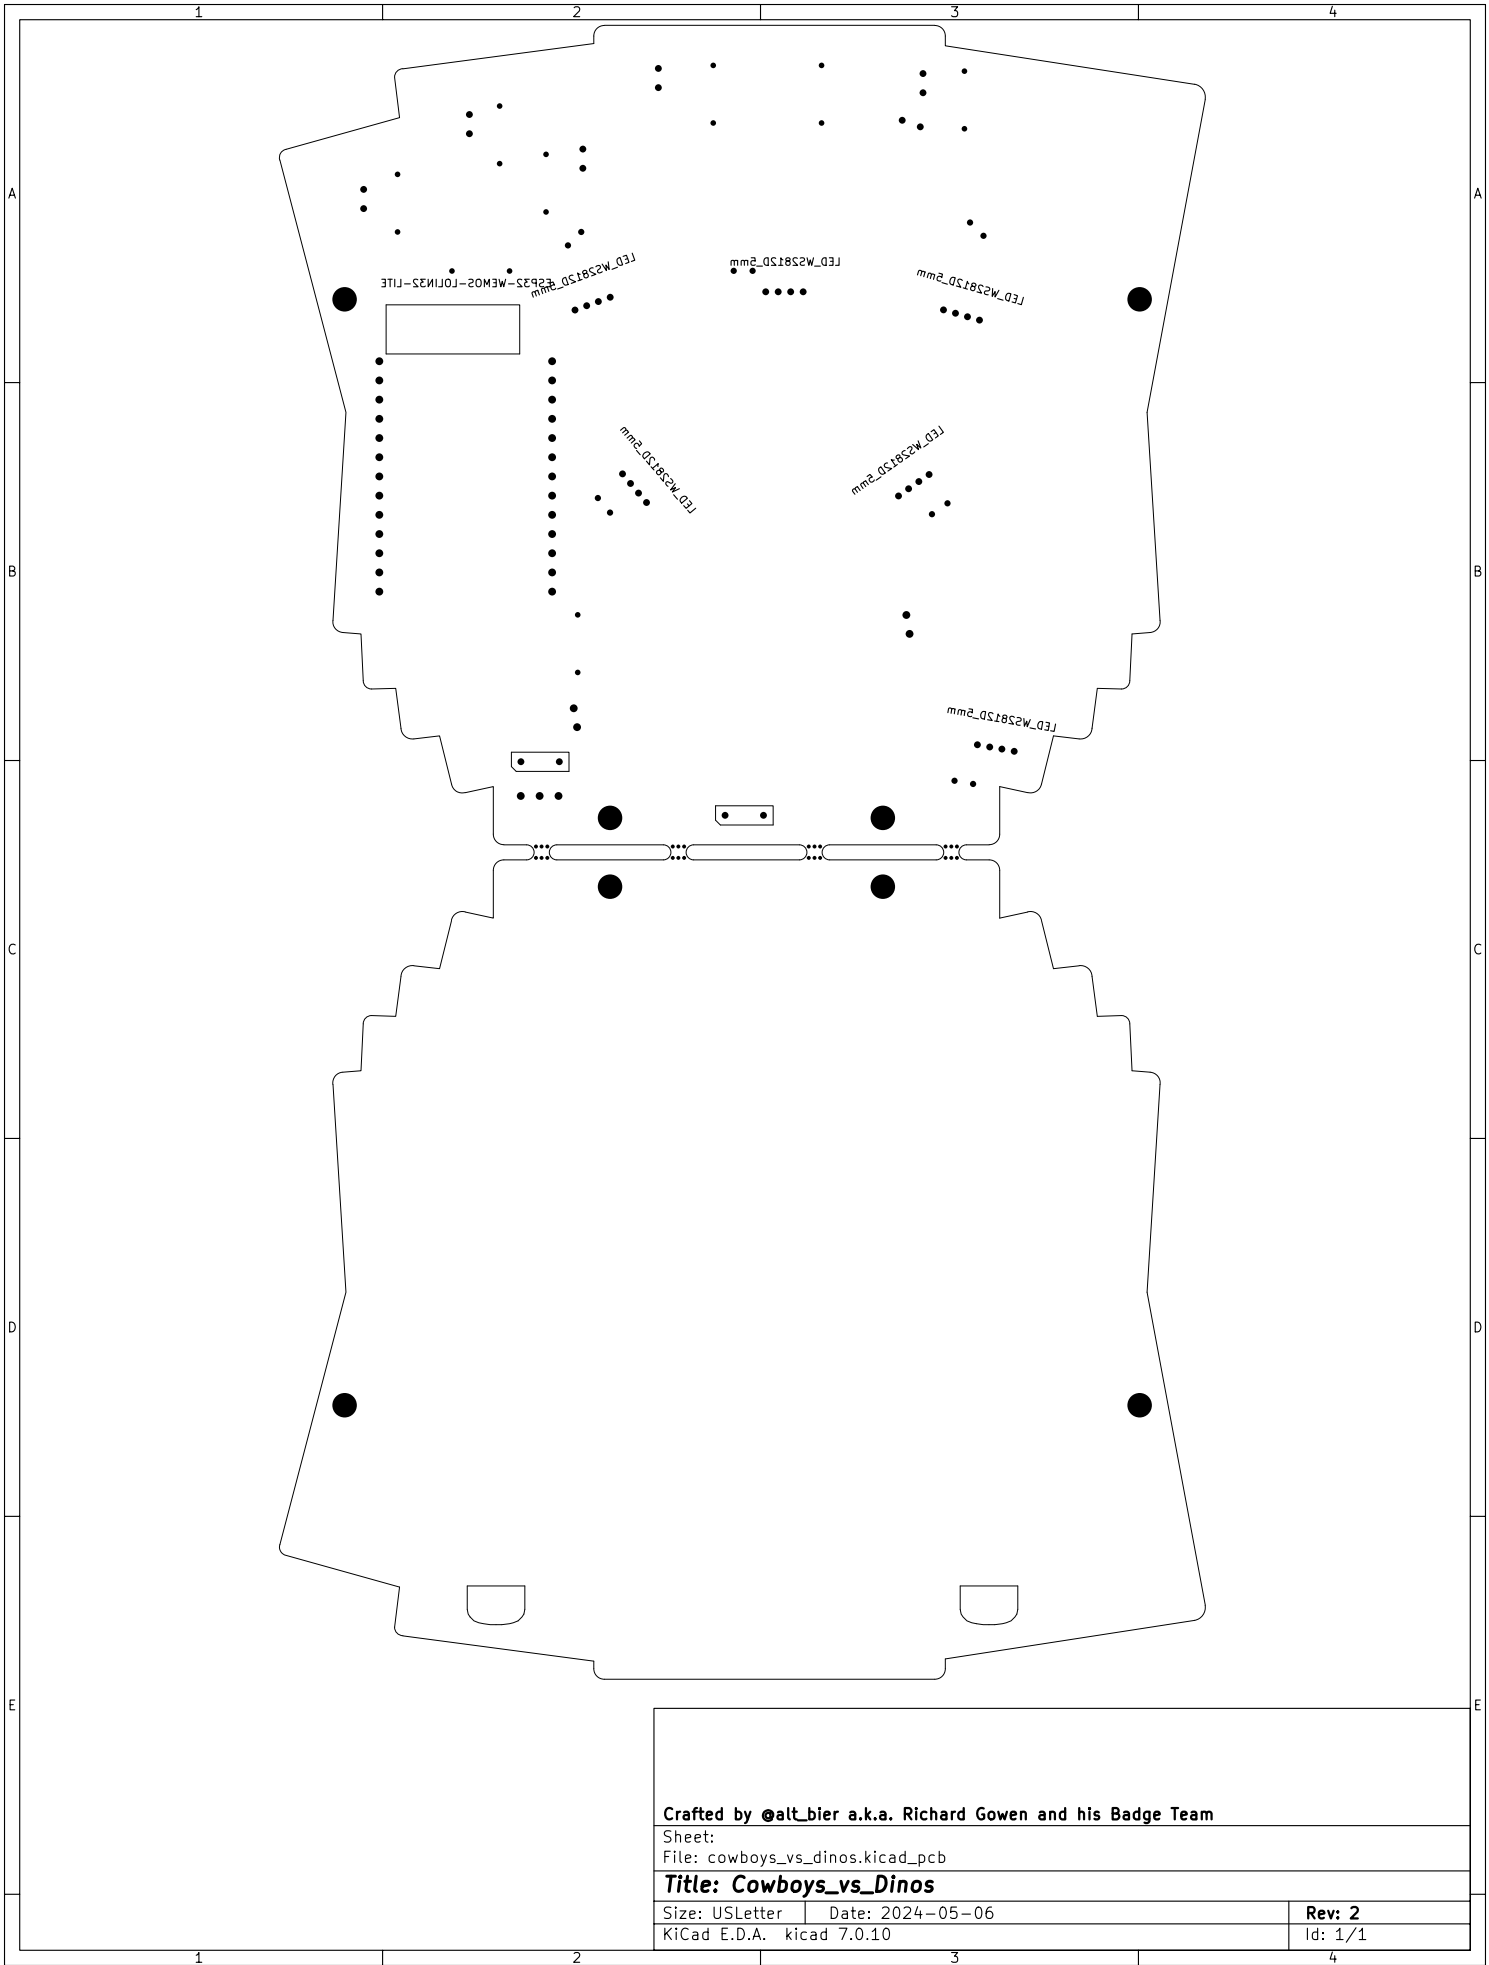 1 2 3 4
A A
LED_WS2812D_5mm
LED_WS2812D_5mm
LED_WS2812D_5mm
ESP32-WEMOS-LOLIN32-LITE
LED_WS2812D_5mm
LED_WS2812D_5mm
B B
LED_WS2812D_5mm
C C
D D
E E
Crafted by @alt_bier a.k.a. Richard Gowen and his Badge Team
Sheet:
File: cowboys_vs_dinos.kicad_pcb
Title: Cowboys_vs_Dinos
Size: USLetter Date: 2024-05-06 Rev: 2
KiCad E.D.A. kicad 7.0.10 Id: 1/1
1 2 3 4